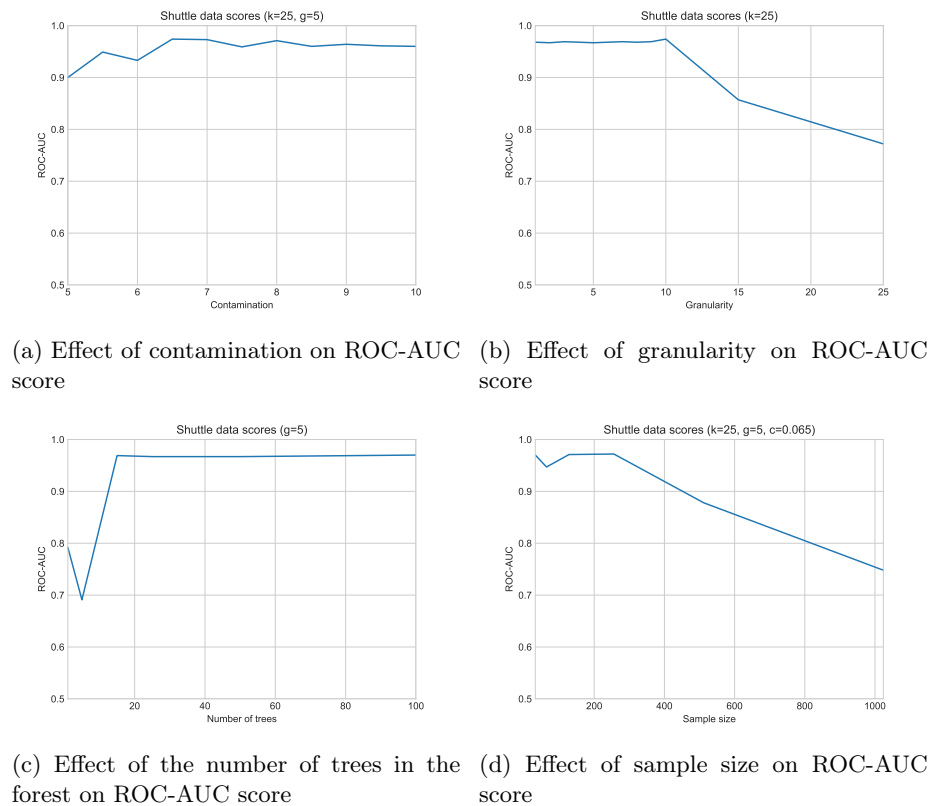 Shuttle data scores (k=25, g=5)
1.0
0.9
0.8
0.7
0.6
0.5
ROC-AUC
5 6 7 8 9 10
Contamination
(a) Effect of contamination on ROC-AUC
score
Shuttle data scores (k=25)
1.0
0.9
0.8
0.7
0.6
0.5
ROC-AUC
5 10 15 20 25
Granularity
(b) Effect of granularity on ROC-AUC
score
Shuttle data scores (g=5)
1.0
0.9
0.8
0.7
0.6
0.5
ROC-AUC
20 40 60 80 100
Number of trees
(c) Effect of the number of trees in the
forest on ROC-AUC score
Shuttle data scores (k=25, g=5, c=0.065)
1.0
0.9
0.8
0.7
0.6
0.5
ROC-AUC
200 400 600 800 1000
Sample size
(d) Effect of sample size on ROC-AUC
score